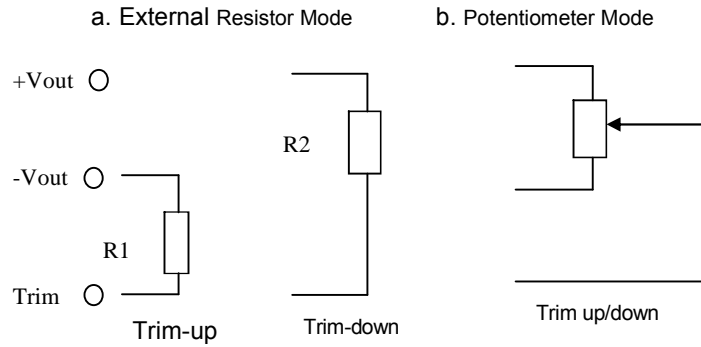 a. External Resistor Mode
b. Potentiometer Mode
+Vout
R2
-Vout
R1
Trim
Trim-up
Trim-down
Trim up/down